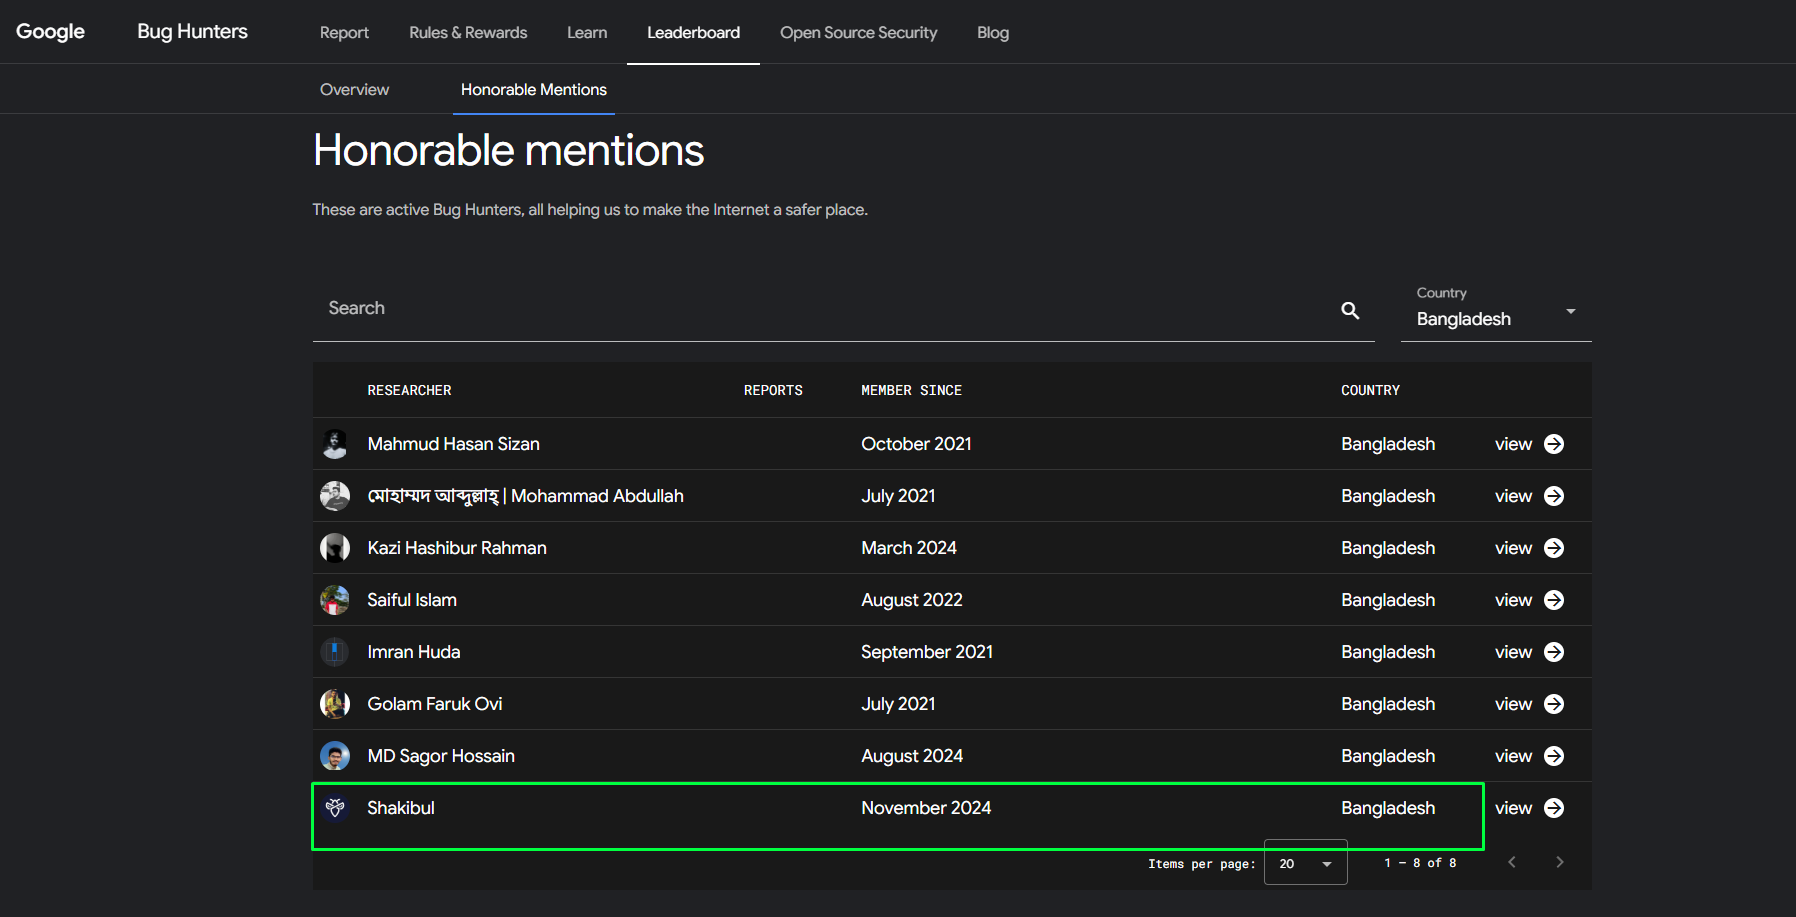 Google Bug Hunters Report Rules & Rewards Learn Leaderboard Open Source Security Blog
Overview Honorable Mentions
Honorable mentions
These are active Bug Hunters, all helping us to make the Internet a safer place.
Search
Country
Bangladesh
RESEARCHER REPORTS MEMBER SINCE COUNTRY
Mahmud Hasan Sizan October 2021 Bangladesh view
মোহাম্মদ আব্দুল্লাহ্ | Mohammad Abdullah July 2021 Bangladesh view
Kazi Hashibur Rahman March 2024 Bangladesh view
Saiful Islam August 2022 Bangladesh view
Imran Huda September 2021 Bangladesh view
Golam Faruk Ovi July 2021 Bangladesh view
MD Sagor Hossain August 2024 Bangladesh view
Shakibul November 2024 Bangladesh view
Items per page: 20 1 – 8 of 8